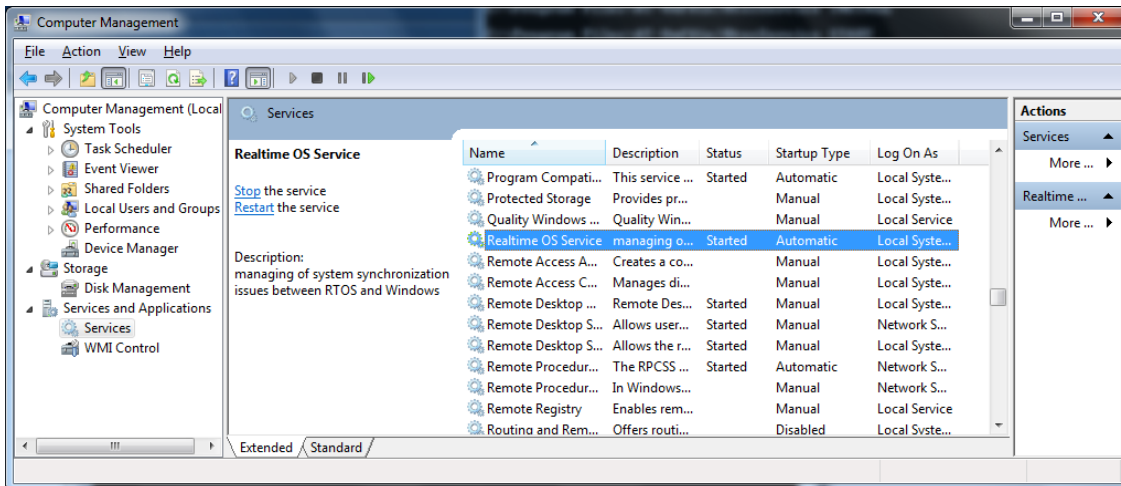 Computer Management
File Action View Help
Computer Management (Local
System Tools
Task Scheduler
Event Viewer
Shared Folders
Local Users and Groups
Performance
Device Manager
Storage
Disk Management
Services and Applications
Services
WMI Control
Services
Realtime OS Service
Stop the service
Restart the service
Description:
managing of system synchronization
issues between RTOS and Windows
Name Description Status Startup Type Log On As
Program Compati... This service ... Started Automatic Local Syste...
Protected Storage Provides pr... Manual Local Syste...
Quality Windows ... Quality Win... Manual Local Service
Realtime OS Service managing o... Started Automatic Local Syste...
Remote Access A... Creates a co... Manual Local Syste...
Remote Access C... Manages di... Manual Local Syste...
Remote Desktop ... Remote Des... Started Manual Local Syste...
Remote Desktop S... Allows user... Started Manual Network S...
Remote Desktop S... Allows the r... Started Manual Local Syste...
Remote Procedur... The RPCSS ... Started Automatic Network S...
Remote Procedur... In Windows... Manual Network S...
Remote Registry Enables rem... Manual Local Service
Routing and Rem... Offers routi... Disabled Local Syste...
Extended Standard
Actions
Services
More ...
Realtime ...
More ...